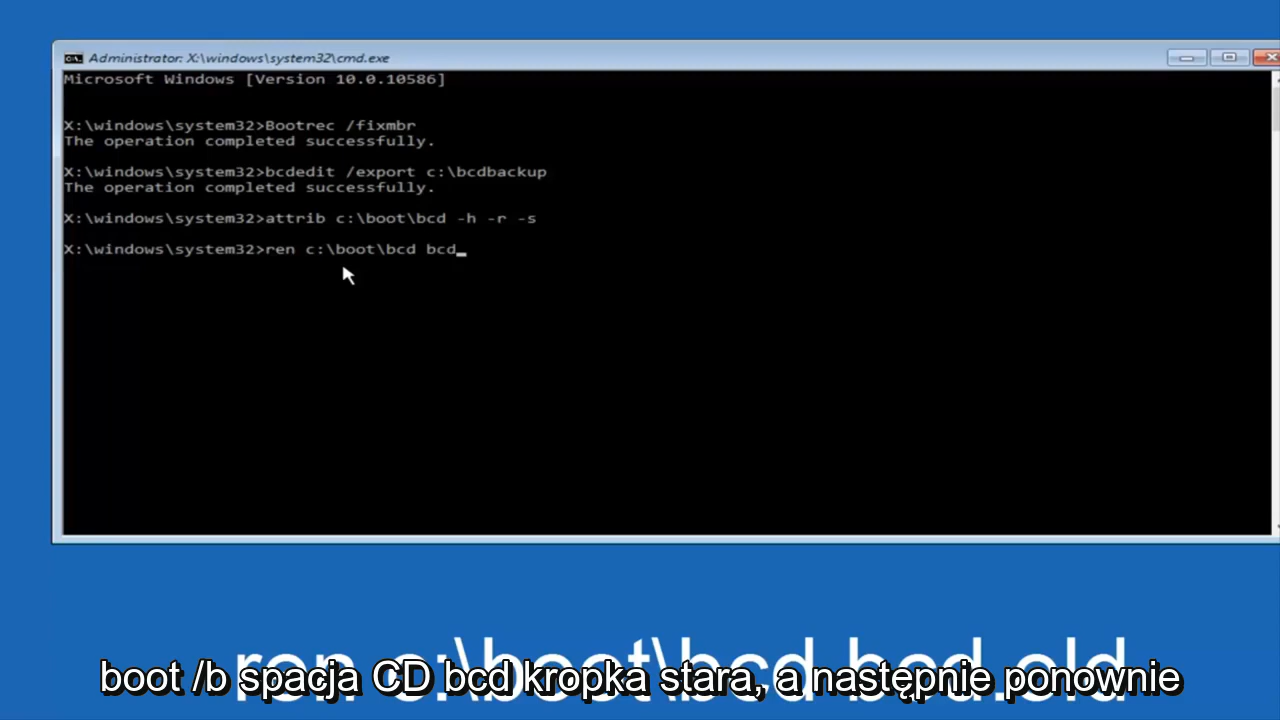 Administrator: X:\windows\system32\cmd.exe
Microsoft Windows [Version 10.0.10586]
X:\windows\system32>Bootrec /fixmbr
The operation completed successfully.
X:\windows\system32>bcdedit /export c:\bcdbackup
The operation completed successfully.
X:\windows\system32>attrib c:\boot\bcd -h -r -s
X:\windows\system32>ren c:\boot\bcd bcd_
ren c:\boot\bcd bcd.old
boot /b spacja CD bcd kropka stara, a następnie ponownie